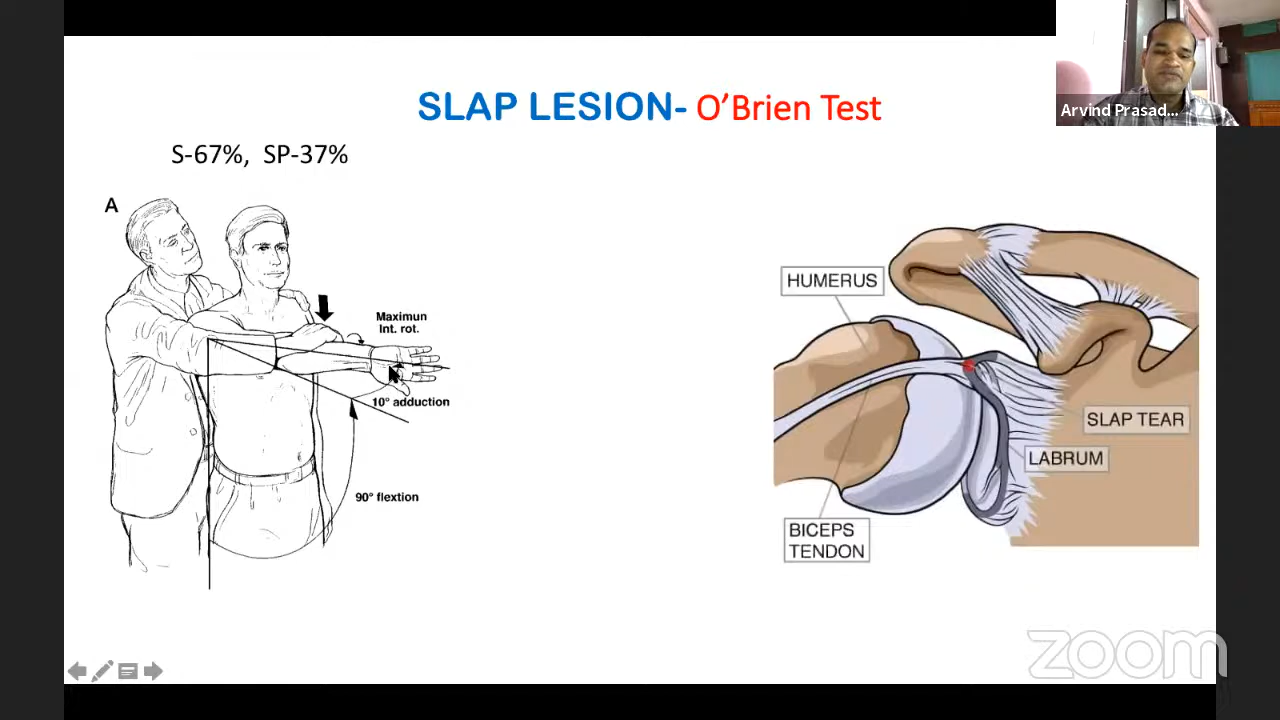 SLAP LESION- O'Brien Test
Arvind Prasad...
S-67%, SP-37%
A
Maximun
Int. rot.
10° adduction
90° flextion
HUMERUS
SLAP TEAR
LABRUM
BICEPS
TENDON
zoom